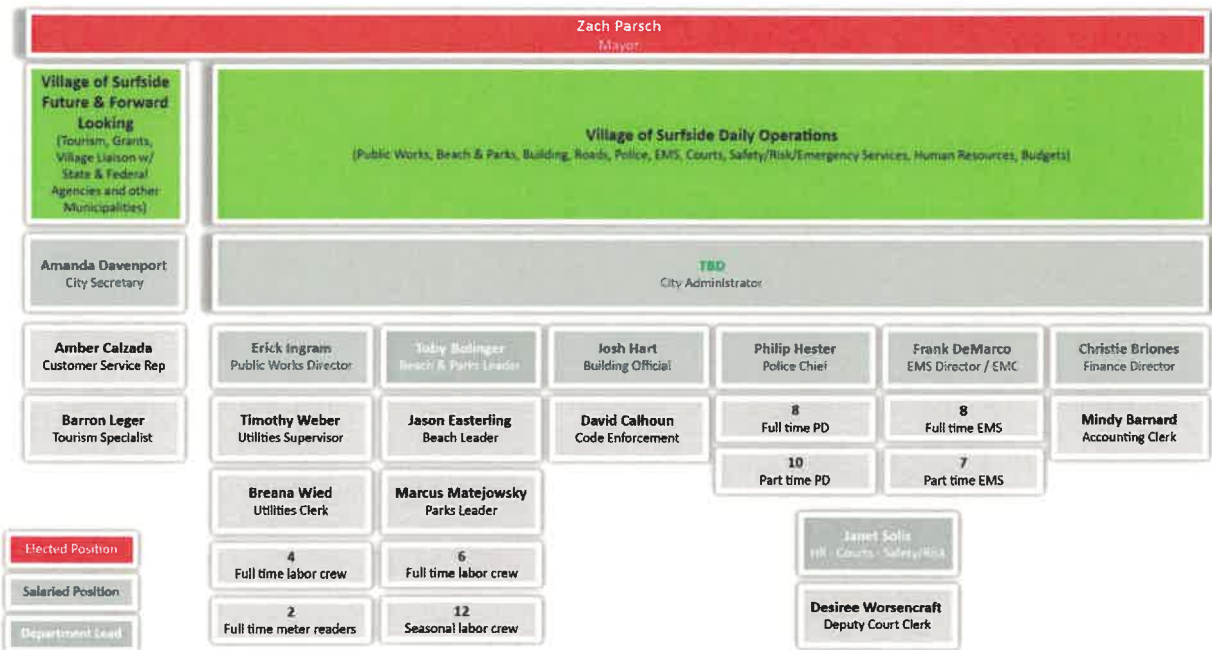 Zach Parsch
Mayor
Village of Surfside
Future & Forward
Looking
(Tourism, Grants,
Village Liaison w/
State & Federal
Agencies and other
Municipalities)
Village of Surfside Daily Operations
(Public Works, Beach & Parks, Building, Roads, Police, EMS, Courts, Safety/Risk/Emergency Services, Human Resources, Budgets)
Amanda Davenport
City Secretary
TBD
City Administrator
Amber Calzada
Customer Service Rep
Erick Ingram
Public Works Director
Toby Bolinger
Beach & Parks Leader
Josh Hart
Building Official
Philip Hester
Police Chief
Frank DeMarco
EMS Director / EMC
Christie Briones
Finance Director
Barron Leger
Tourism Specialist
Timothy Weber
Utilities Supervisor
Jason Easterling
Beach Leader
David Calhoun
Code Enforcement
8
Full time PD
8
Full time EMS
Mindy Barnard
Accounting Clerk
10
Part time PD
7
Part time EMS
Breana Wied
Utilities Clerk
Marcus Matejowsky
Parks Leader
4
Full time labor crew
6
Full time labor crew
2
Full time meter readers
12
Seasonal labor crew
Janet Solis
HR - Courts - Safety/Risk
Desiree Worsencraft
Deputy Court Clerk
Elected Position
Salaried Position
Department Lead